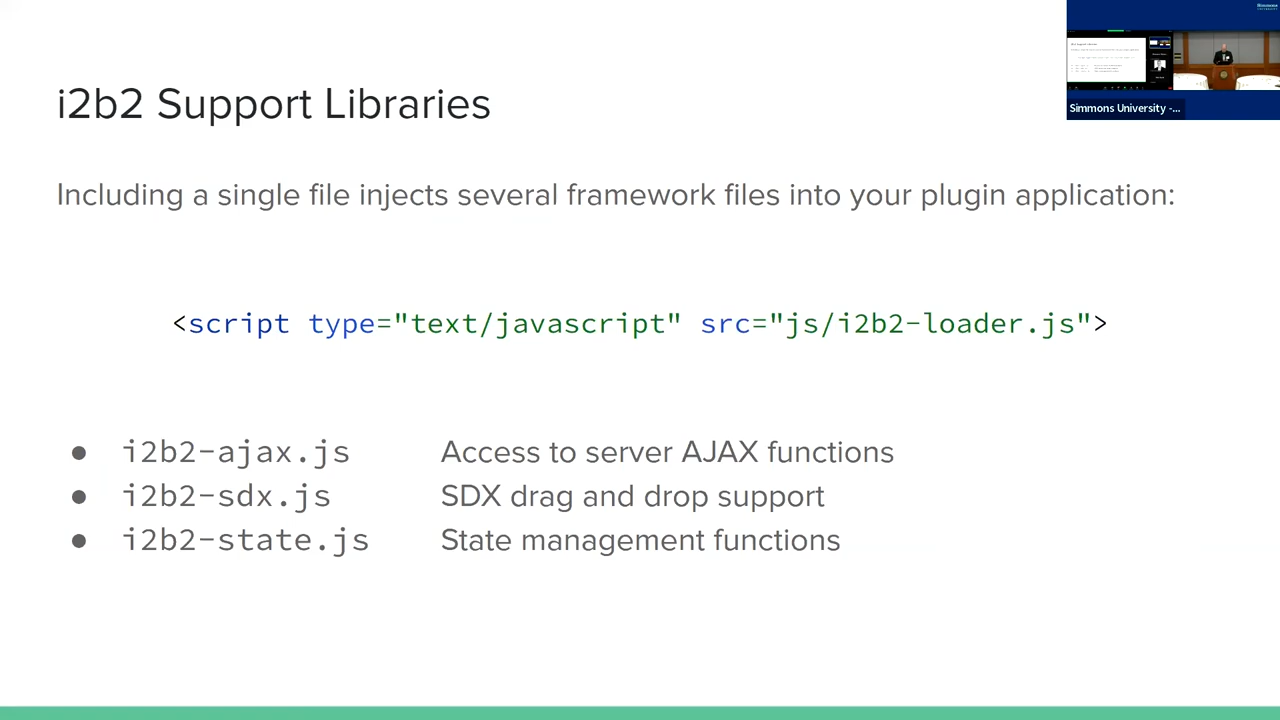 Simmons University -...
i2b2 Support Libraries
Including a single file injects several framework files into your plugin application:
<script type="text/javascript" src="js/i2b2-loader.js">
● i2b2-ajax.js Access to server AJAX functions
● i2b2-sdx.js SDX drag and drop support
● i2b2-state.js State management functions